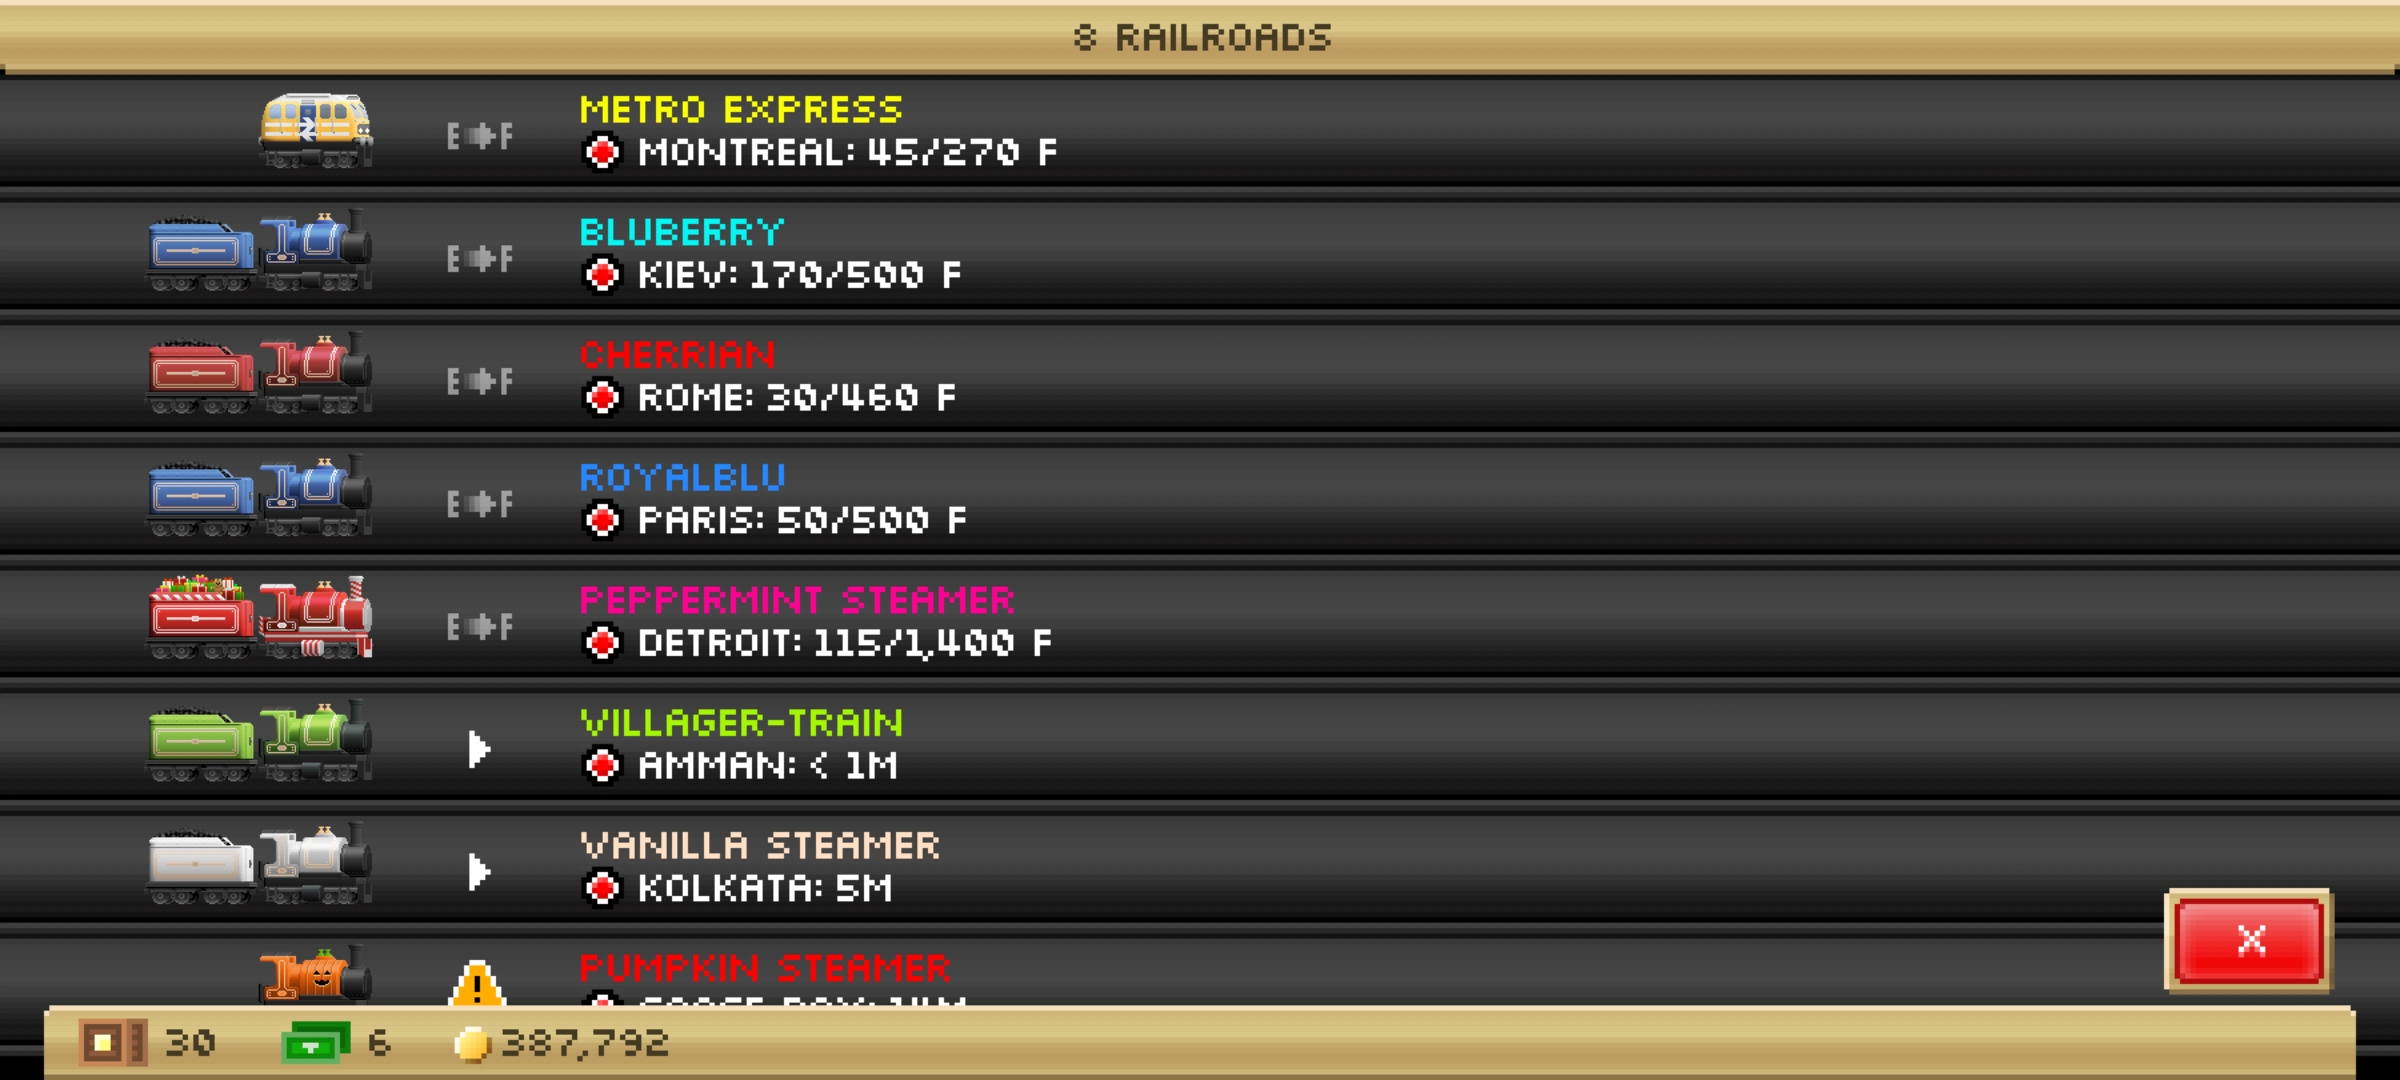 8 RAILROADS
METRO EXPRESS
E F
MONTREAL: 45/270 F
BLUBERRY
E F
KIEV: 170/500 F
CHERRIAN
E F
ROME: 30/460 F
ROYALBLU
E F
PARIS: 50/500 F
PEPPERMINT STEAMER
E F
DETROIT: 115/1,400 F
VILLAGER-TRAIN
AMMAN: < 1M
VANILLA STEAMER
KOLKATA: 5M
X
PUMPKIN STEAMER
30 6 387,792